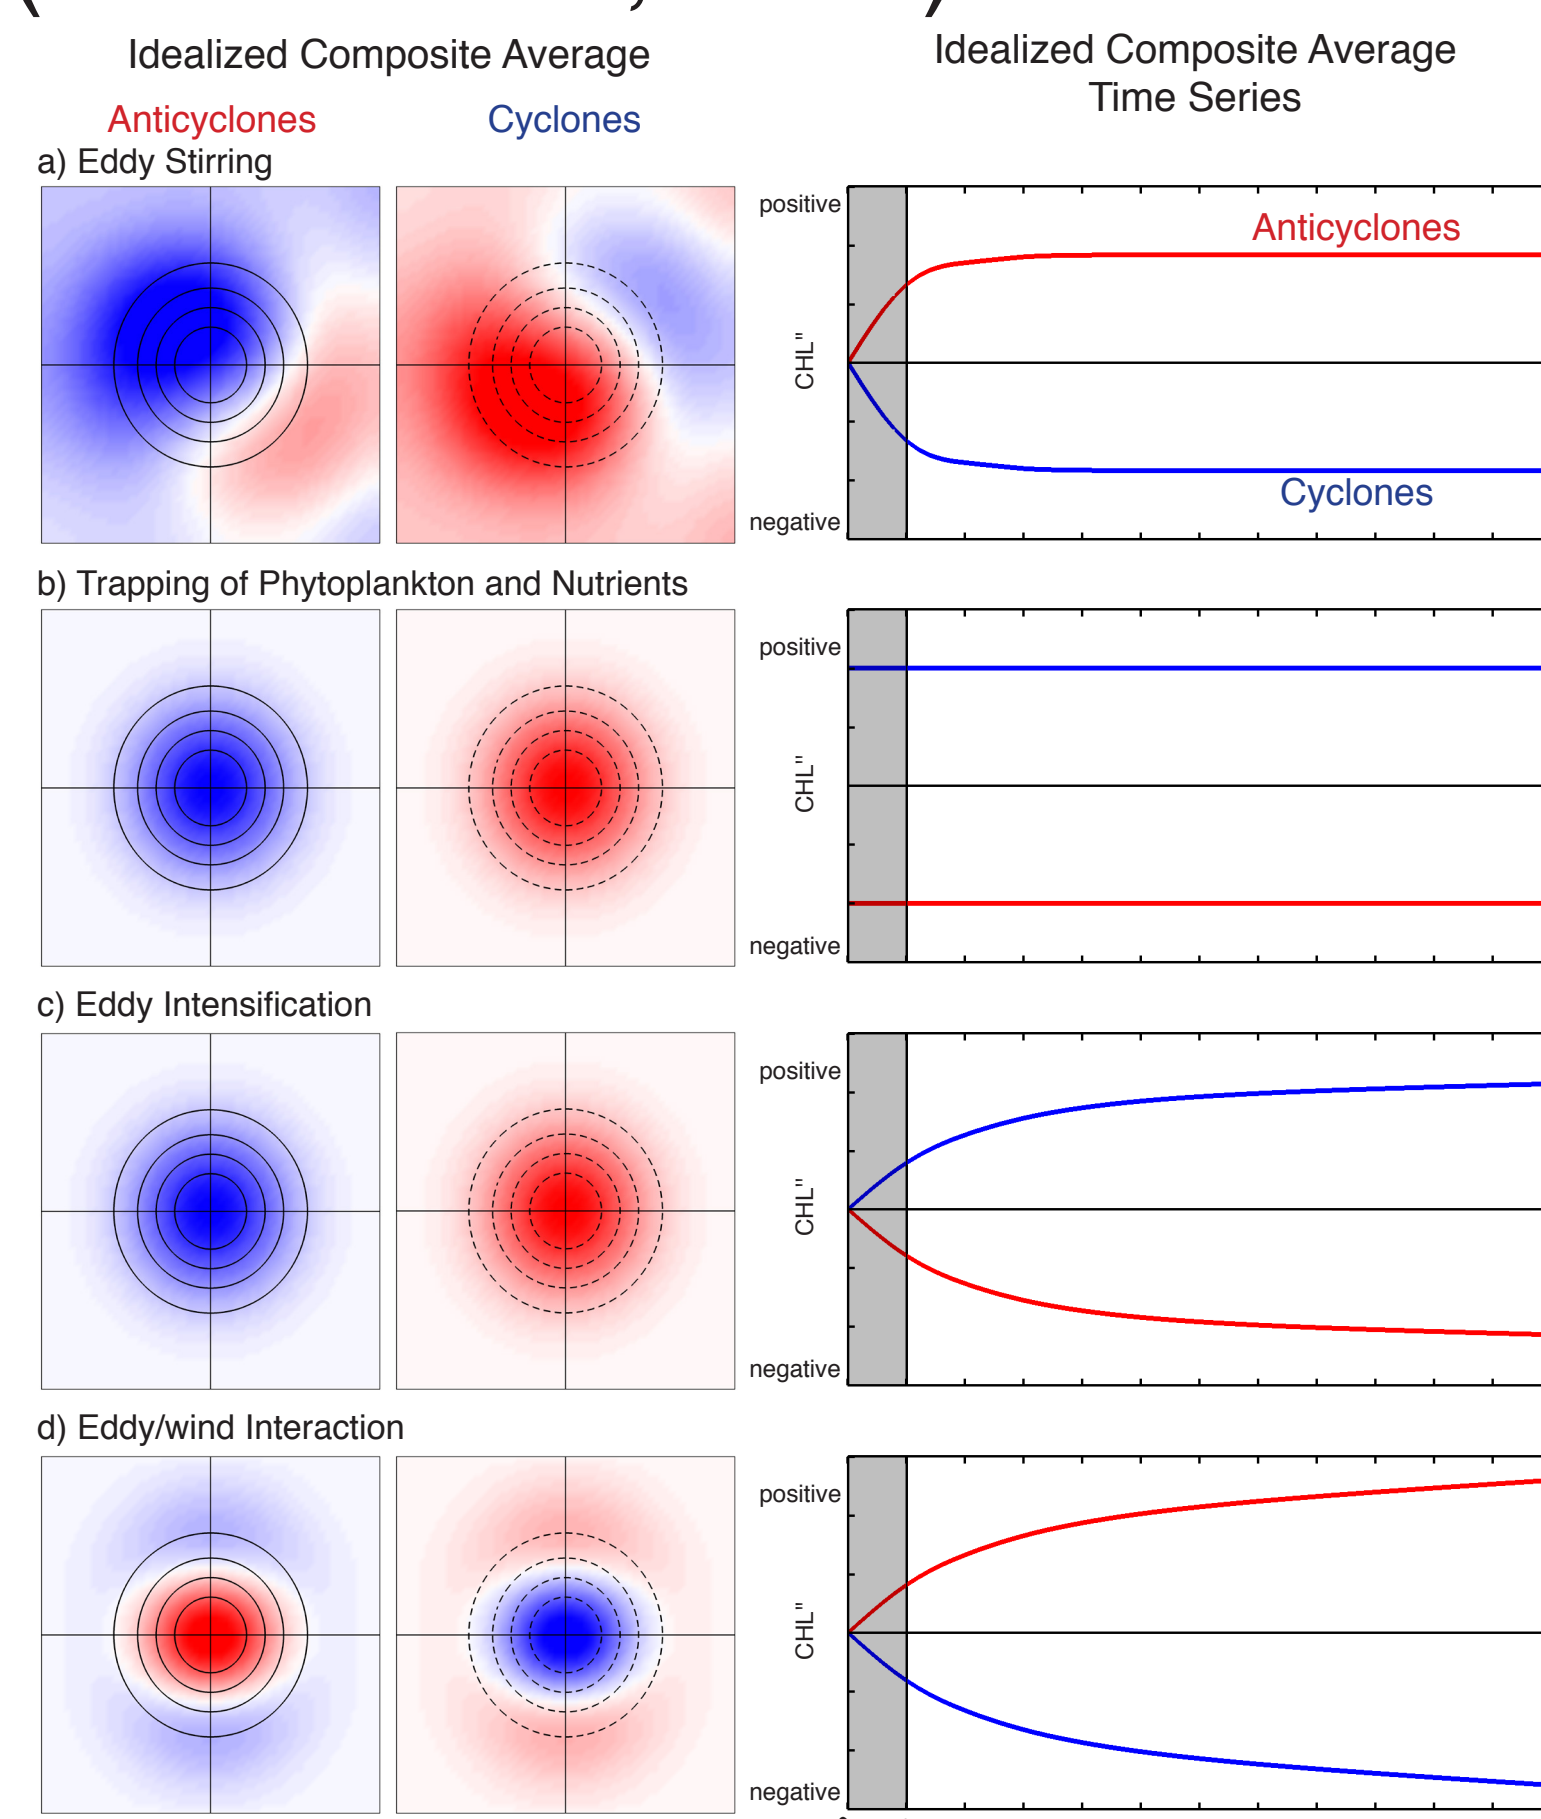 Idealized Composite Average
Anticyclones
Cyclones
Idealized Composite Average
Time Series
a) Eddy Stirring
positive
CHL"
negative
Anticyclones
Cyclones
b) Trapping of Phytoplankton and Nutrients
positive
CHL"
negative
c) Eddy Intensification
positive
CHL"
negative
d) Eddy/wind Interaction
positive
CHL"
negative